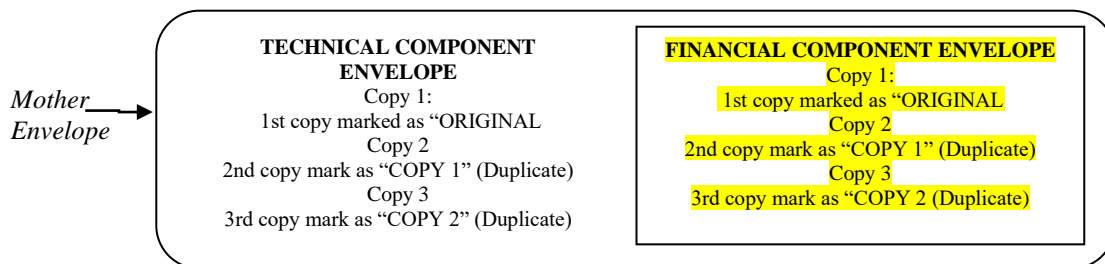 Mother
Envelope
TECHNICAL COMPONENT
ENVELOPE
Copy 1:
1st copy marked as “ORIGINAL
Copy 2
2nd copy mark as “COPY 1” (Duplicate)
Copy 3
3rd copy mark as “COPY 2” (Duplicate)
FINANCIAL COMPONENT ENVELOPE
Copy 1:
1st copy marked as “ORIGINAL
Copy 2
2nd copy mark as “COPY 1” (Duplicate)
Copy 3
3rd copy mark as “COPY 2 (Duplicate)